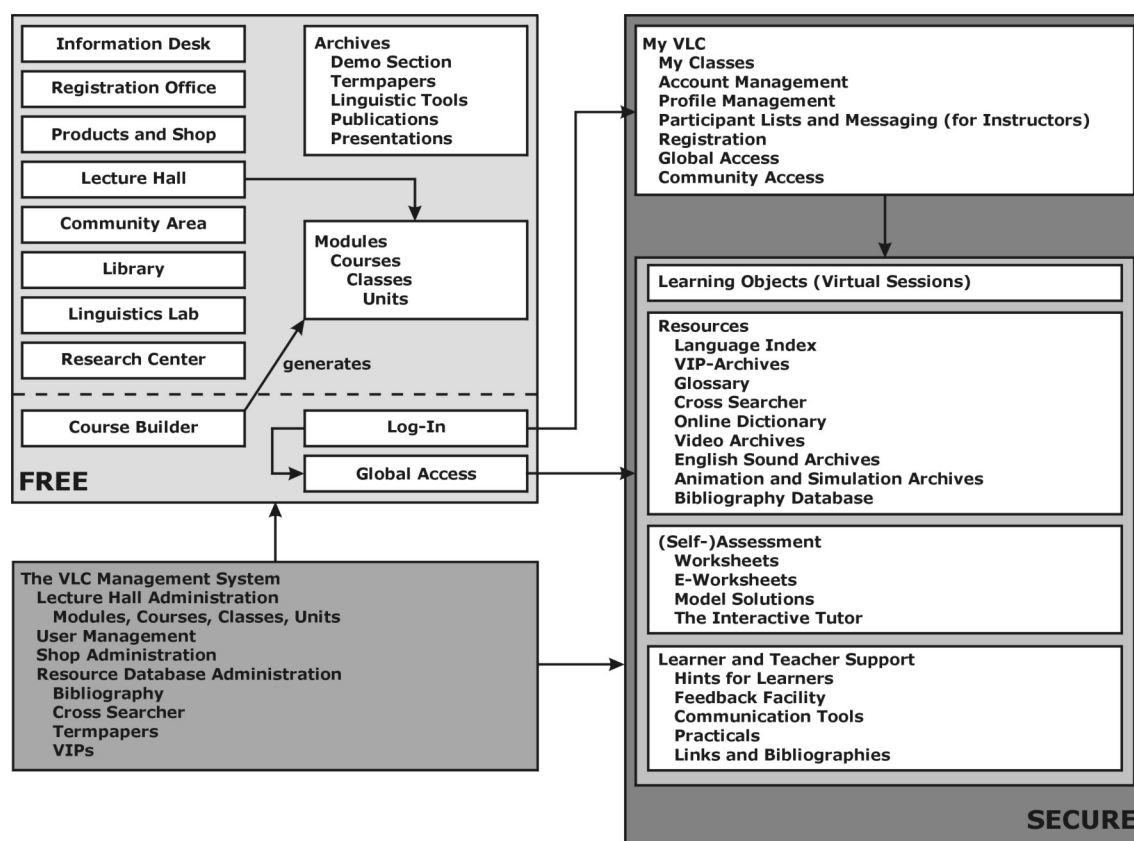 Information Desk
Registration Office
Products and Shop
Lecture Hall
Community Area
Library
Linguistics Lab
Research Center
Course Builder
FREE
Archives
Demo Section
Termpapers
Linguistic Tools
Publications
Presentations
Modules
Courses
Classes
Units
generates
Log-In
Global Access
The VLC Management System
Lecture Hall Administration
Modules, Courses, Classes, Units
User Management
Shop Administration
Resource Database Administration
Bibliography
Cross Searcher
Termpapers
VIPs
My VLC
My Classes
Account Management
Profile Management
Participant Lists and Messaging (for Instructors)
Registration
Global Access
Community Access
Learning Objects (Virtual Sessions)
Resources
Language Index
VIP-Archives
Glossary
Cross Searcher
Online Dictionary
Video Archives
English Sound Archives
Animation and Simulation Archives
Bibliography Database
(Self-)Assessment
Worksheets
E-Worksheets
Model Solutions
The Interactive Tutor
Learner and Teacher Support
Hints for Learners
Feedback Facility
Communication Tools
Practicals
Links and Bibliographies
SECURE